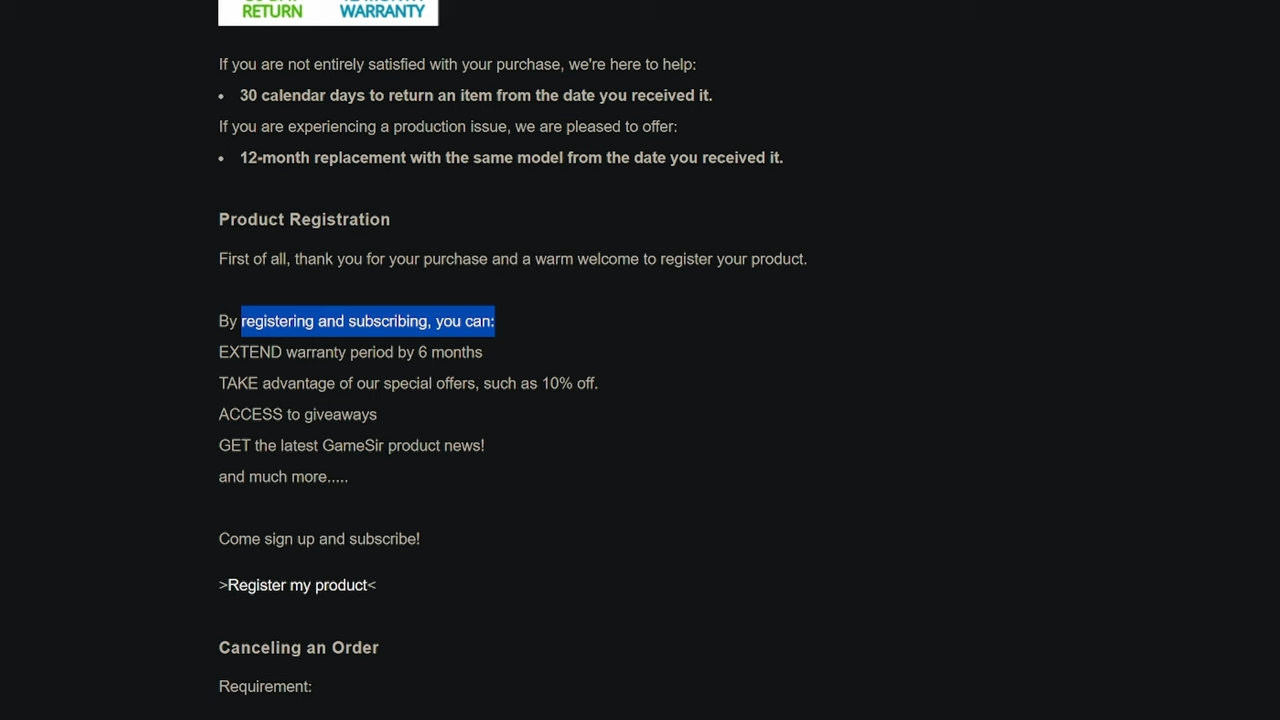 RETURN WARRANTY
If you are not entirely satisfied with your purchase, we're here to help:
• 30 calendar days to return an item from the date you received it.
If you are experiencing a production issue, we are pleased to offer:
• 12-month replacement with the same model from the date you received it.
Product Registration
First of all, thank you for your purchase and a warm welcome to register your product.
By registering and subscribing, you can:
EXTEND warranty period by 6 months
TAKE advantage of our special offers, such as 10% off.
ACCESS to giveaways
GET the latest GameSir product news!
and much more.....
Come sign up and subscribe!
>Register my product<
Canceling an Order
Requirement: